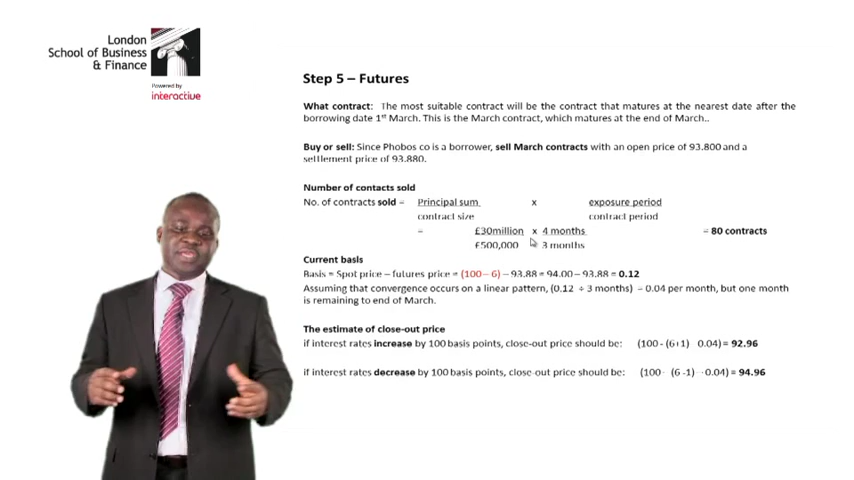 London
School of Business
& Finance
Powered by
interactive
Step 5 – Futures
What contract: The most suitable contract will be the contract that matures at the nearest date after the
borrowing date 1st March. This is the March contract, which matures at the end of March..
Buy or sell: Since Phobos co is a borrower, sell March contracts with an open price of 93.800 and a
settlement price of 93.880.
Number of contacts sold
No. of contracts sold = Principal sum x exposure period
contract size contract period
= £30million x 4 months = 80 contracts
£500,000 3 months
Current basis
Basis = Spot price – futures price = (100 – 6) – 93.88 = 94.00 – 93.88 = 0.12
Assuming that convergence occurs on a linear pattern, (0.12 ÷ 3 months) = 0.04 per month, but one month
is remaining to end of March.
The estimate of close-out price
if interest rates increase by 100 basis points, close-out price should be: (100 - (6+1) 0.04) = 92.96
if interest rates decrease by 100 basis points, close-out price should be: (100 - (6 -1) - 0.04) = 94.96